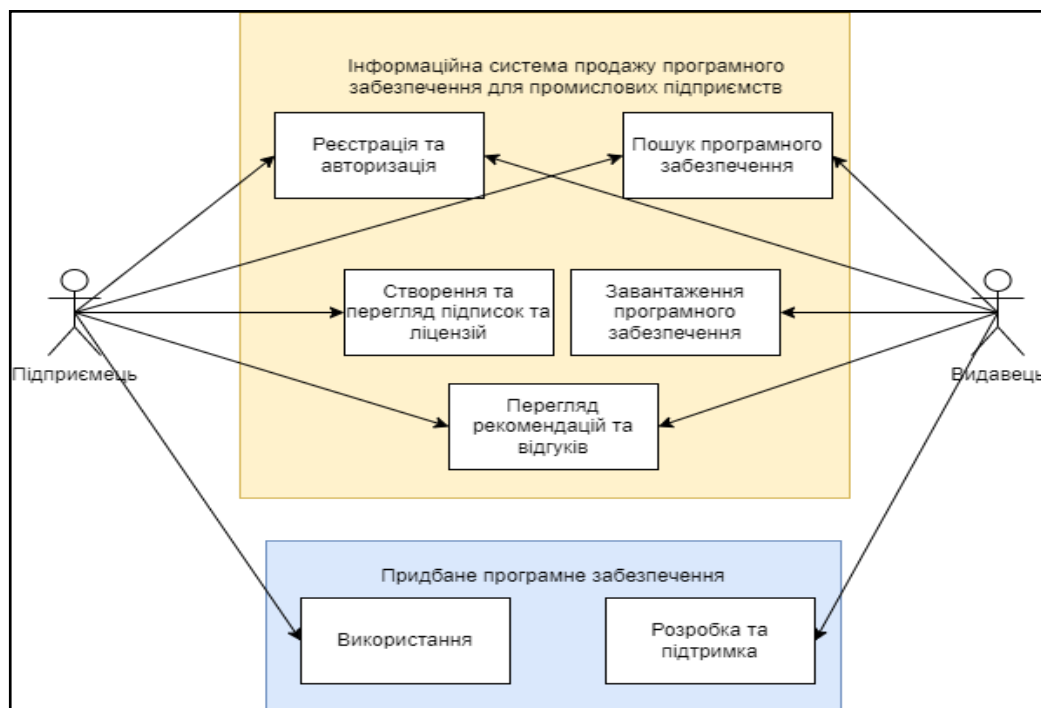 Інформаційна система продажу програмного
забезпечення для промислових підприємств
Реєстрація та
авторизація
Пошук програмного
забезпечення
Створення та
перегляд підписок та
ліцензій
Завантаження
програмного
забезпечення
Підприємець
Видавець
Перегляд
рекомендацій та
відгуків
Придбане програмне забезпечення
Використання
Розробка та
підтримка